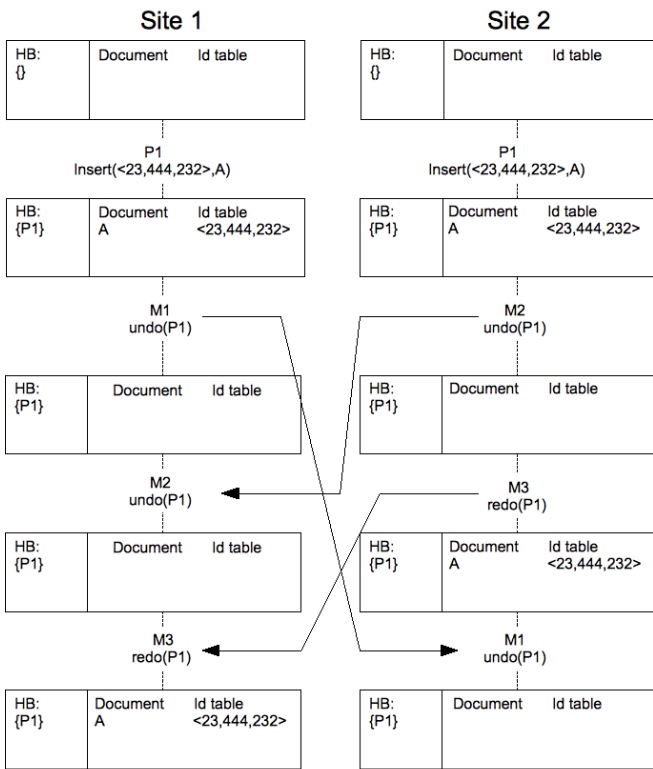 Site 1
Site 2
HB:
{}
Document Id table
HB:
{}
Document Id table
P1
Insert(<23,444,232>,A)
P1
Insert(<23,444,232>,A)
HB:
{P1}
Document Id table
A <23,444,232>
HB:
{P1}
Document Id table
A <23,444,232>
M1
undo(P1)
M2
undo(P1)
HB:
{P1}
Document Id table
HB:
{P1}
Document Id table
M2
undo(P1)
M3
redo(P1)
HB:
{P1}
Document Id table
HB:
{P1}
Document Id table
A <23,444,232>
M3
redo(P1)
M1
undo(P1)
HB:
{P1}
Document Id table
A <23,444,232>
HB:
{P1}
Document Id table